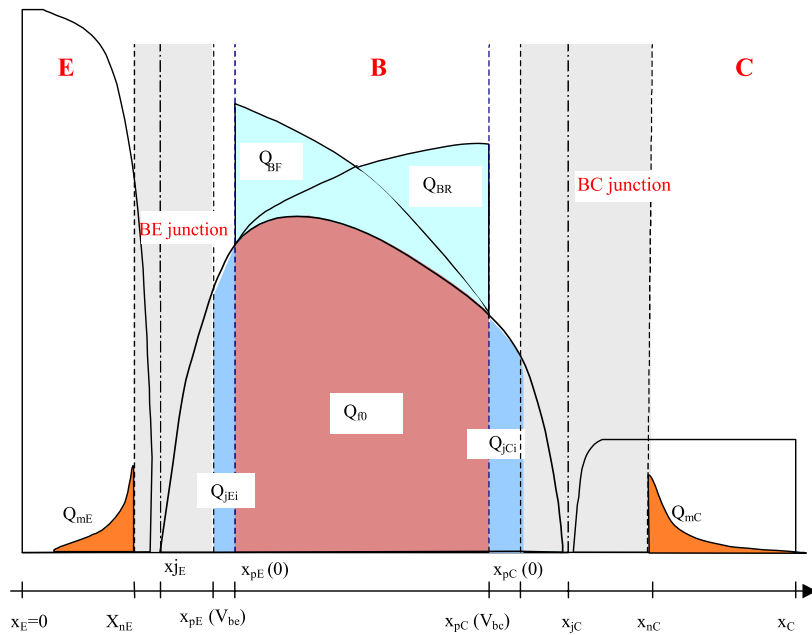 E
B
C
Q_BF
Q_BR
BC junction
BE junction
Q_f0
Q_jCi
Q_jEi
Q_mE
Q_mC
xj_E
x_pE (0)
x_pC (0)
x_E=0
X_nE
x_pE (V_be)
x_pC (V_bc)
x_jC
x_nC
x_C